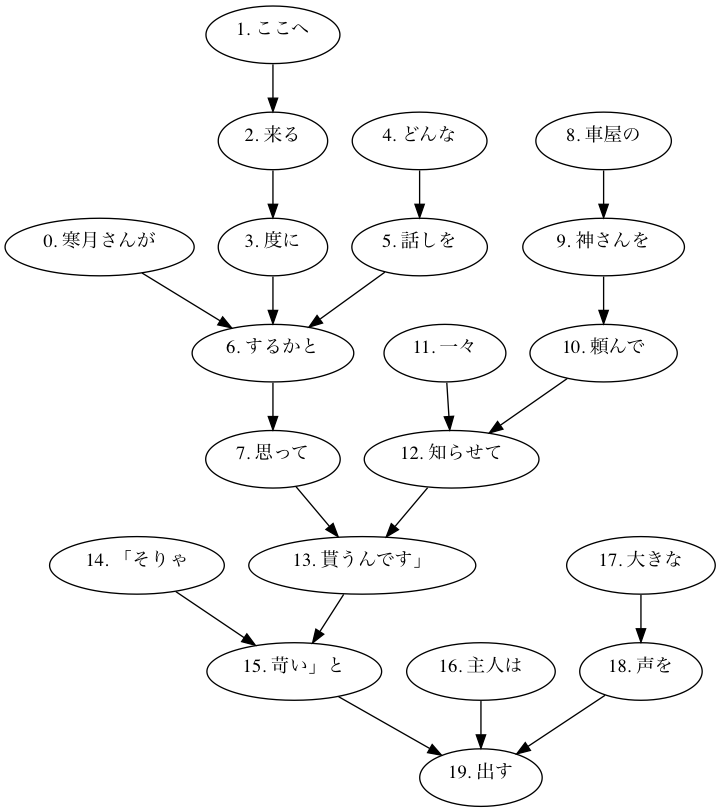 1. ここへ
2. 来る
4. どんな
8. 車屋の
0. 寒月さんが
3. 度に
5. 話しを
9. 神さんを
6. するかと
11. 一々
10. 頼んで
7. 思って
12. 知らせて
14. 「そりゃ
13. 貰うんです」
17. 大きな
15. 苛い」と
16. 主人は
18. 声を
19. 出す